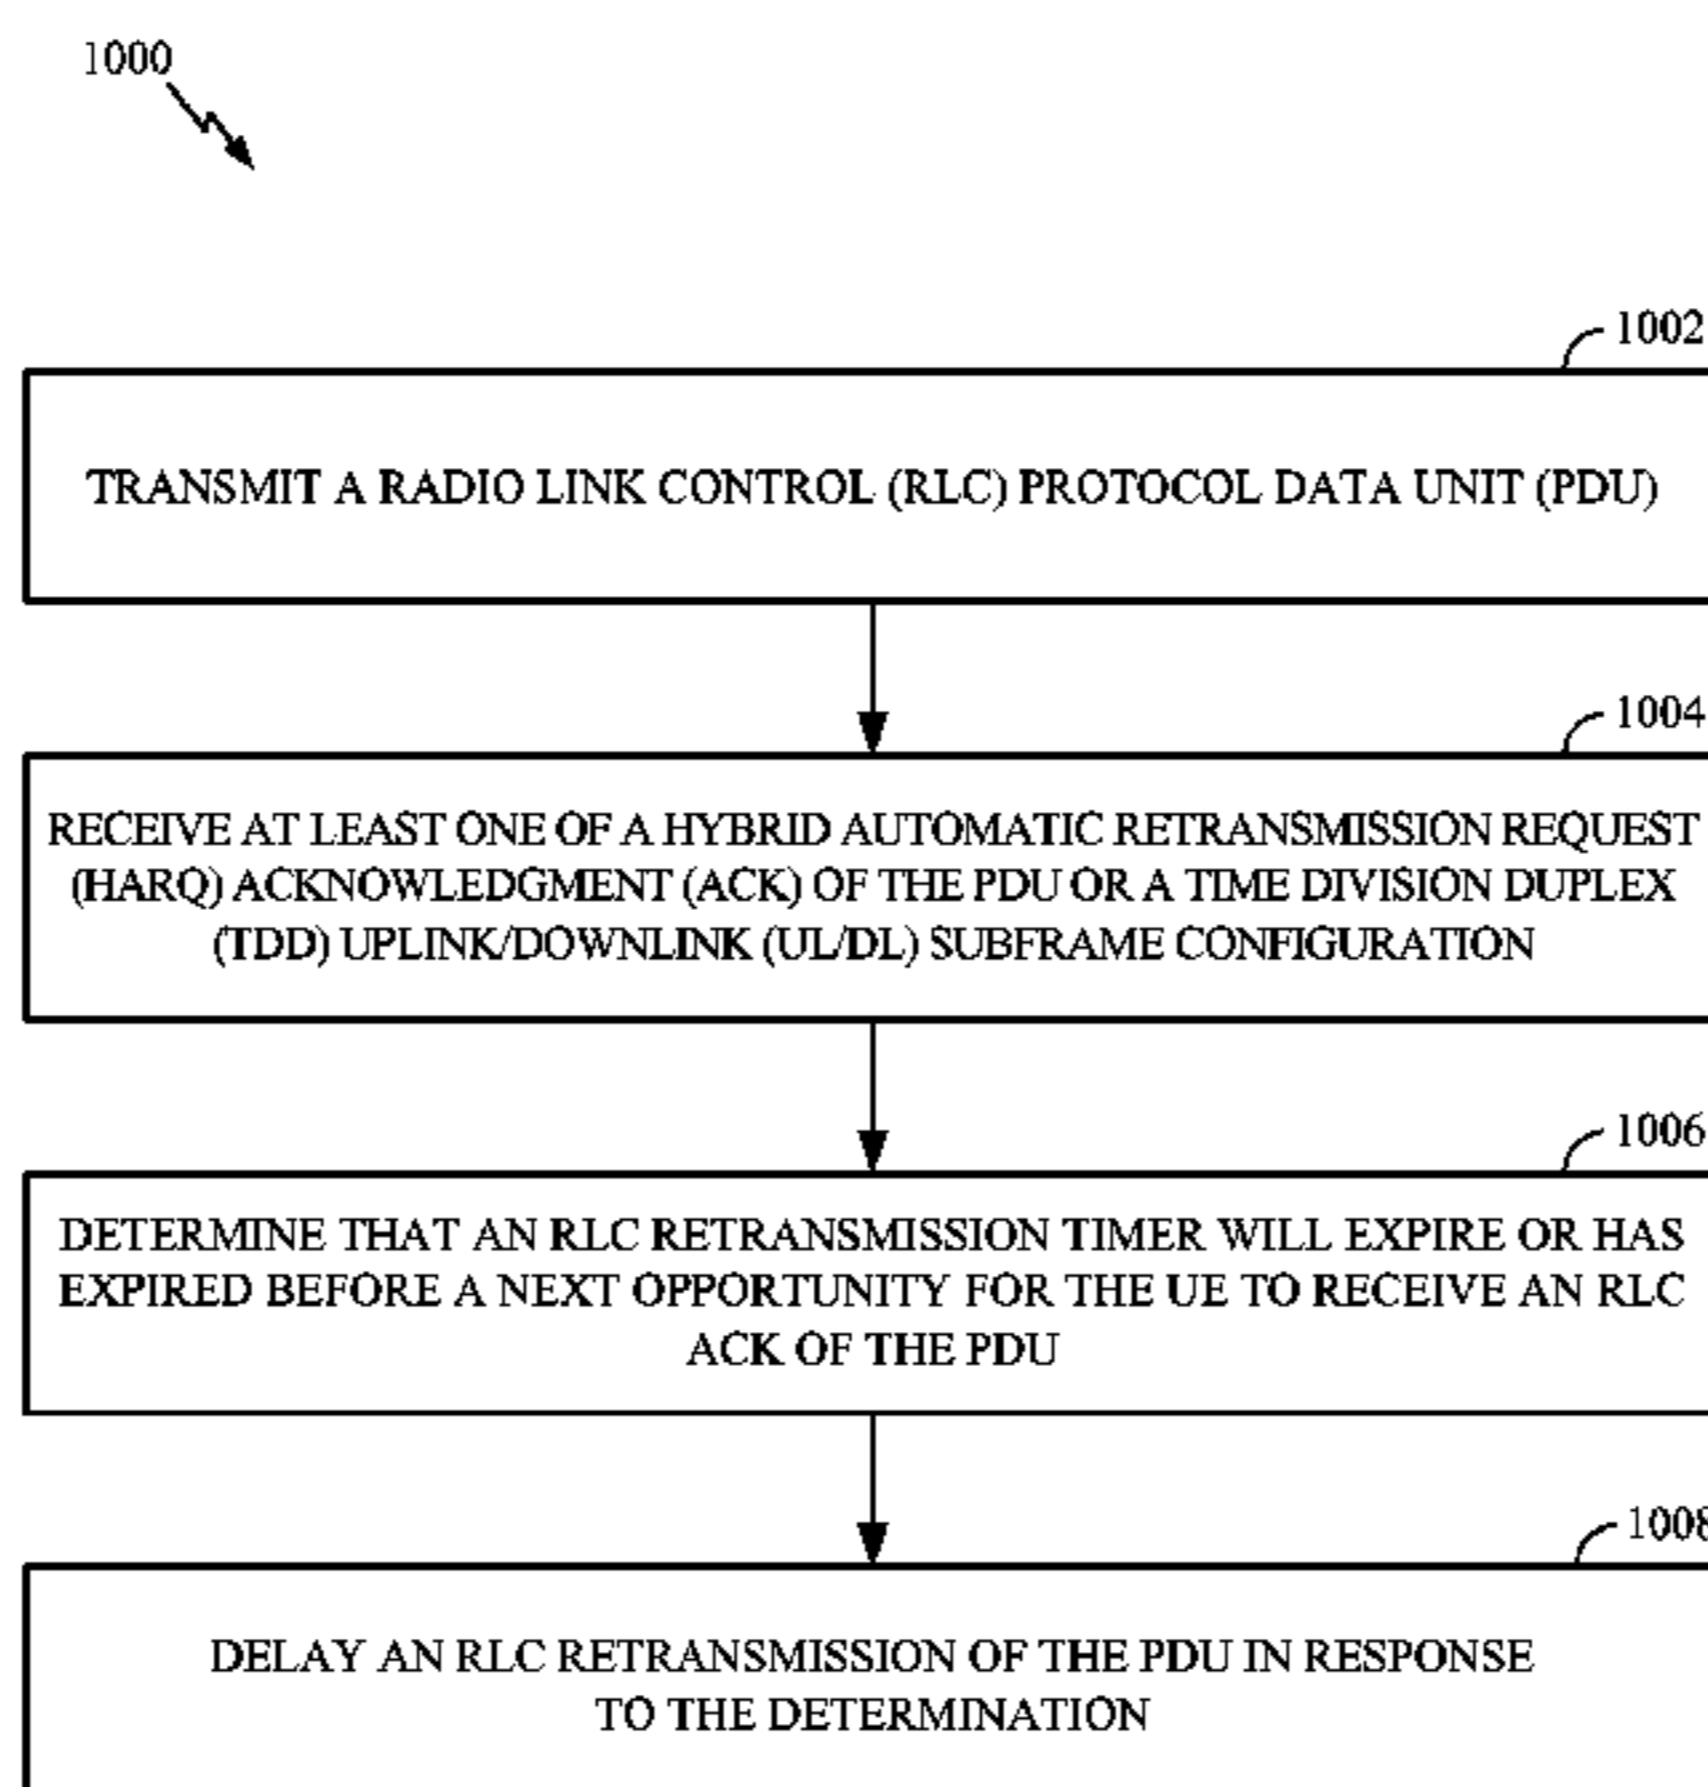 1000
1002
TRANSMIT A RADIO LINK CONTROL (RLC) PROTOCOL DATA UNIT (PDU)
1004
RECEIVE AT LEAST ONE OF A HYBRID AUTOMATIC RETRANSMISSION REQUEST
(HARQ) ACKNOWLEDGMENT (ACK) OF THE PDU OR A TIME DIVISION DUPLEX
(TDD) UPLINK/DOWNLINK (UL/DL) SUBFRAME CONFIGURATION
1006
DETERMINE THAT AN RLC RETRANSMISSION TIMER WILL EXPIRE OR HAS
EXPIRED BEFORE A NEXT OPPORTUNITY FOR THE UE TO RECEIVE AN RLC
ACK OF THE PDU
1008
DELAY AN RLC RETRANSMISSION OF THE PDU IN RESPONSE
TO THE DETERMINATION